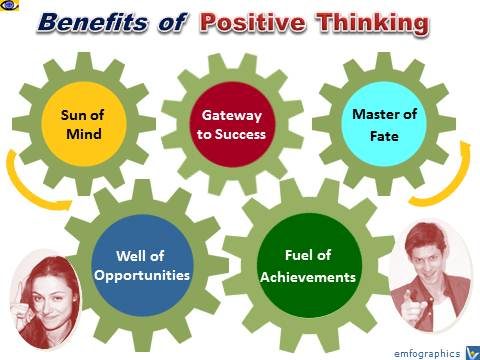 Benefits of Positive Thinking
Sun of
Mind
Gateway
to Success
Master of
Fate
Well of
Opportunities
Fuel of
Achievements
emfographics